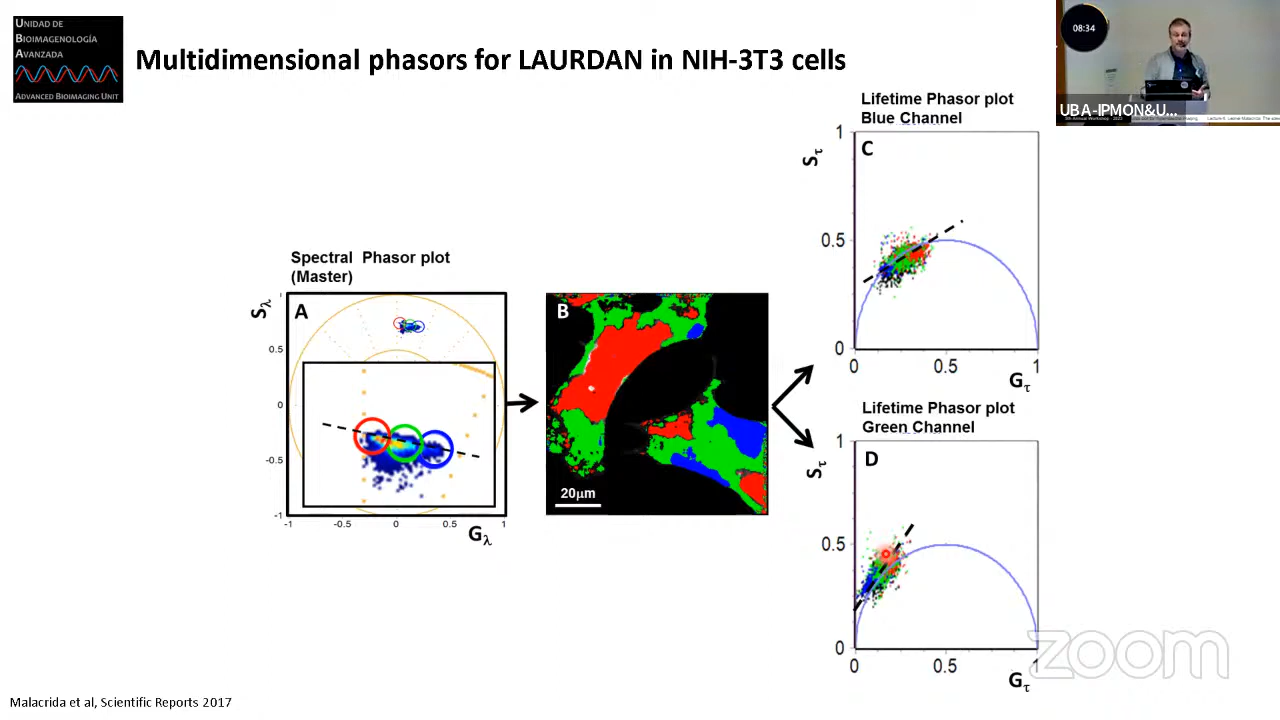 UNIDAD DE
BIOIMAGENOLOGÍA
AVANZADA
ADVANCED BIOIMAGING UNIT
Multidimensional phasors for LAURDAN in NIH-3T3 cells
08:34
UBA-IPMON&U...
Spectral Phasor plot
(Master)
Sλ
A
1
0.5
0
-0.5
-1
-1 -0.5 0 0.5 1
Gλ
B
20μm
Lifetime Phasor plot
Blue Channel
Sτ
C
1
0.5
0
0 0.5 1
Gτ
Lifetime Phasor plot
Green Channel
Sτ
D
1
0.5
0
0 0.5 1
Gτ
zoom
Malacrida et al, Scientific Reports 2017